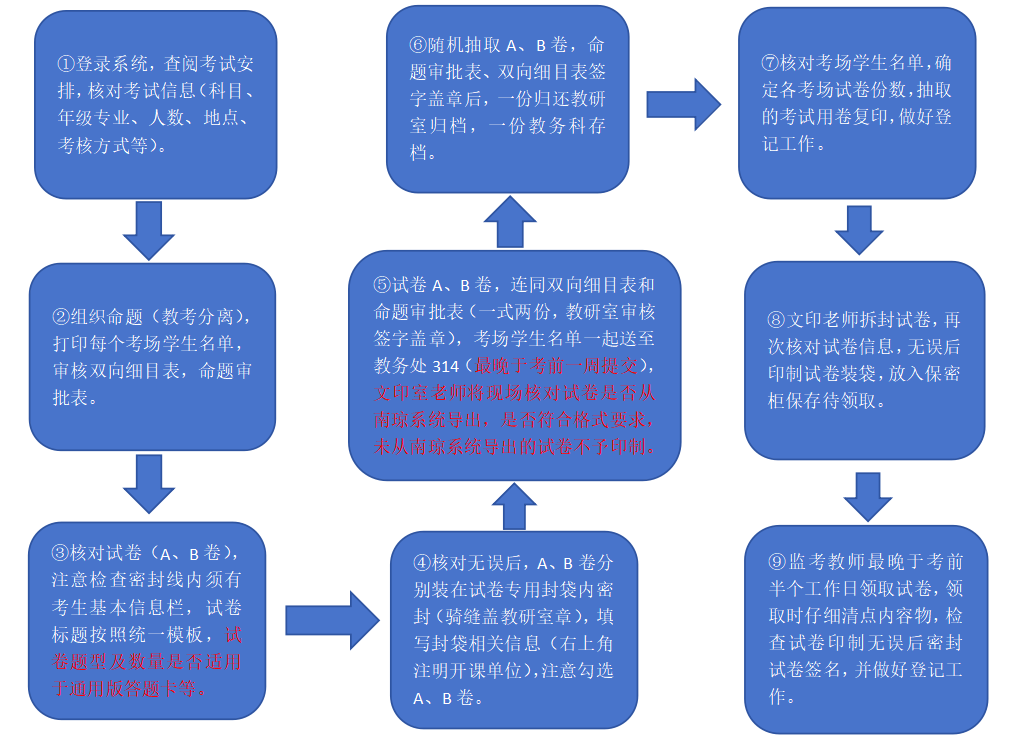 ①登录系统，查阅考试安
排，核对考试信息（科目、
年级专业、人数、地点、
考核方式等）。
②组织命题（教考分离），
打印每个考场学生名单，
审核双向细目表，命题审
批表。
③核对试卷（A、B 卷），
注意检查密封线内须有
考生基本信息栏，试卷
标题按照统一模板，试
卷题型及数量是否适用
于通用版答题卡等。
④核对无误后，A、B 卷分
别装在试卷专用封袋内密
封（骑缝盖教研室章），填
写封袋相关信息（右上角
注明开课单位），注意勾选
A、B 卷。
⑤试卷 A、B 卷，连同双向细目表和
命题审批表（一式两份，教研室审核
签字盖章），考场学生名单一起送至
教务处 314（最晚于考前一周提交），
文印室老师将现场核对试卷是否从
南琼系统导出，是否符合格式要求，
未从南琼系统导出的试卷不予印制。
⑥随机抽取 A、B 卷，命
题审批表、双向细目表签
字盖章后，一份归还教研
室归档，一份教务科存
档。
⑦核对考场学生名单，确
定各考场试卷份数，抽取
的考试用卷复印，做好登
记工作。
⑧文印老师拆封试卷，再
次核对试卷信息，无误后
印制试卷装袋，放入保密
柜保存待领取。
⑨监考教师最晚于考前
半个工作日领取试卷，领
取时仔细清点内容物，检
查试卷印制无误后密封
试卷签名，并做好登记工
作。